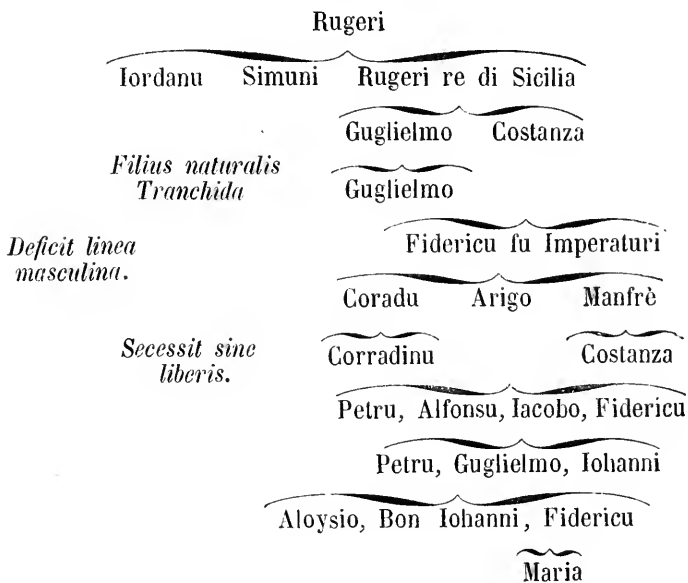 Rugeri
Iordanu Simuni Rugeri re di Sicilia
Guglielmo Costanza
Filius naturalis
Tranchida
Guglielmo
Fidericu fu Imperaturi
Deficit linea
masculina.
Coradu Arigo Manfrè
Secessit sine
liberis.
Corradinu Costanza
Petru, Alfonsu, Iacobo, Fidericu
Petru, Guglielmo, Iohanni
Aloysio, Bon Iohanni, Fidericu
Maria